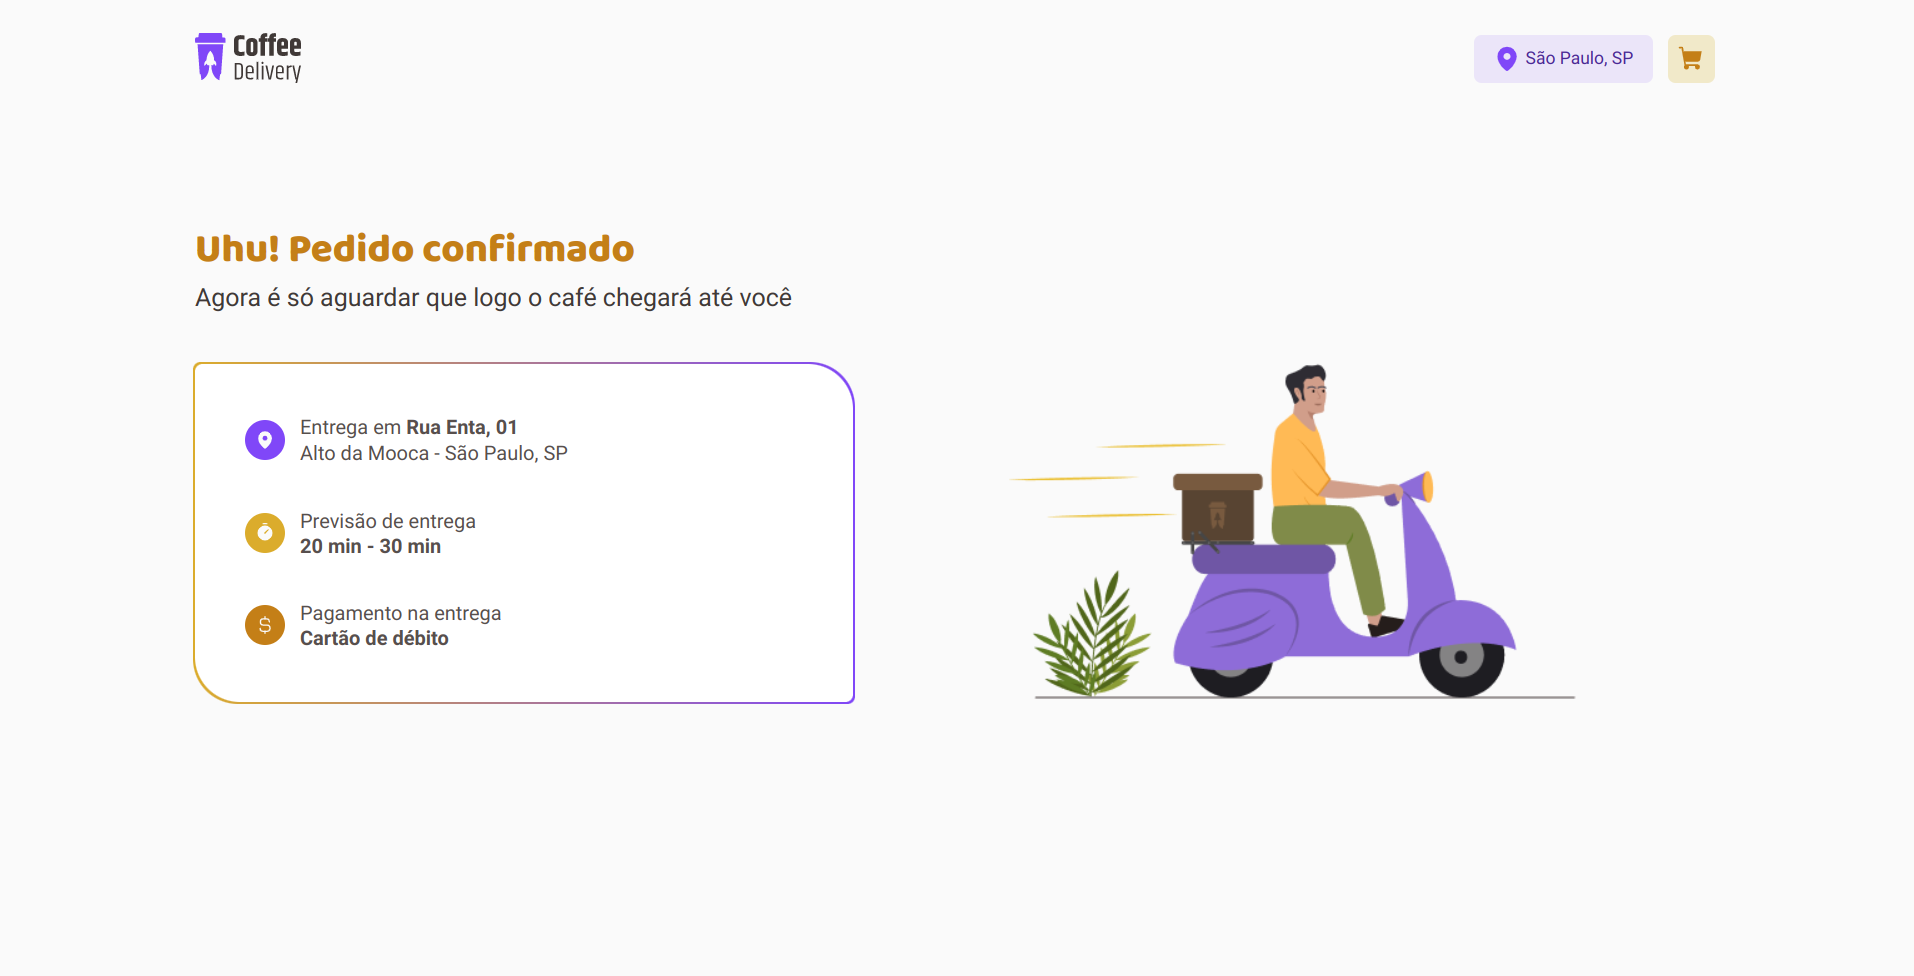 Coffee
Delivery
São Paulo, SP
Uhu! Pedido confirmado
Agora é só aguardar que logo o café chegará até você
Entrega em Rua Enta, 01
Alto da Mooca - São Paulo, SP
Previsão de entrega
20 min - 30 min
$
Pagamento na entrega
Cartão de débito